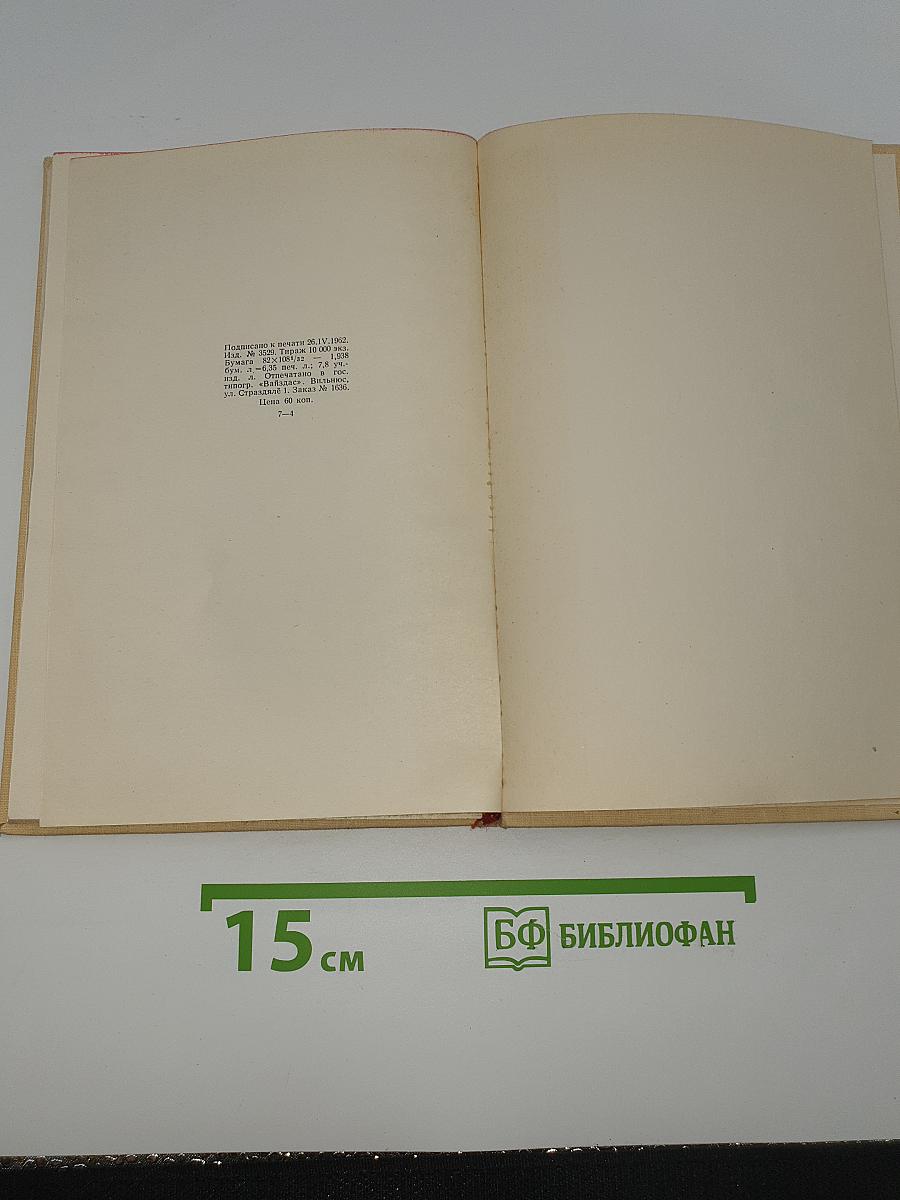 Подписано к печати 26.IV.1962.
Изд. № 3529. Тираж 10 000 экз.
Бумага 82×108¹/₃₂ — 1,938
бум. л —6,35 печ. л.; 7,8 уч.-
изд. л. Отпечатано в гос.
типогр. «Вайздас». Вильнюс,
ул. Страздялё 1. Заказ № 1636.
Цена 60 коп.
7—4
15 см
БФ БИБЛИОФАН